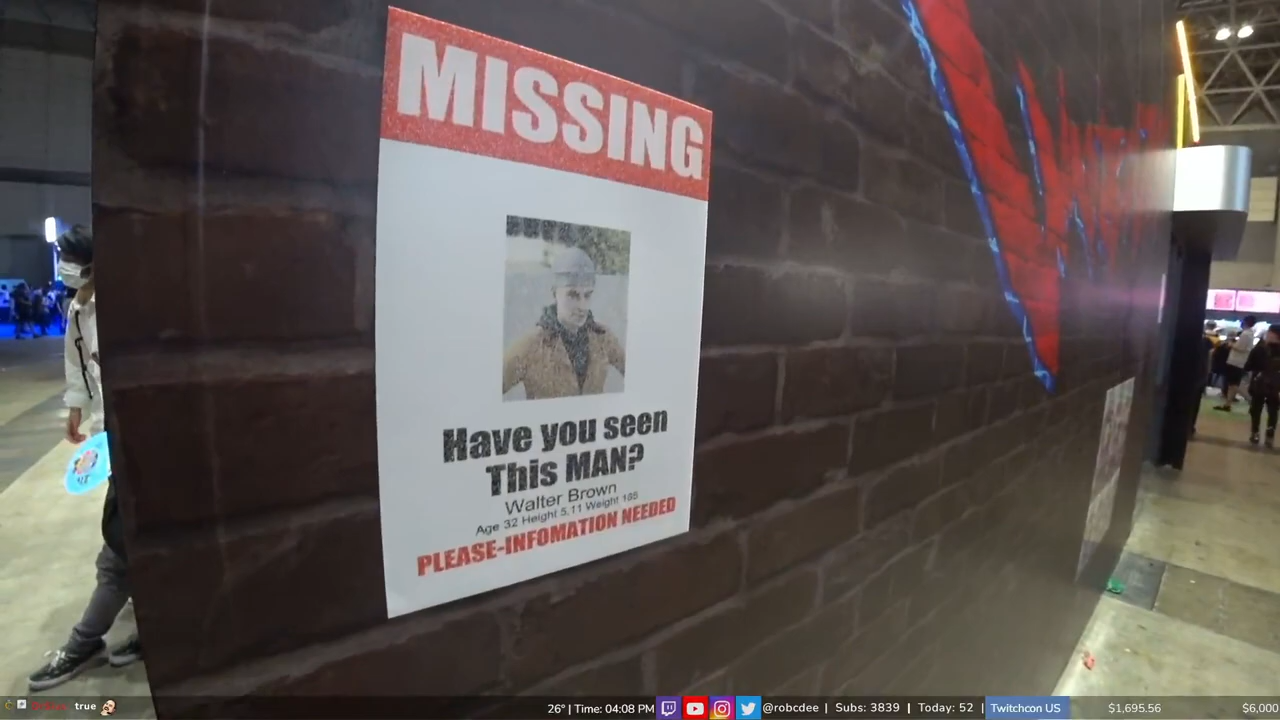 MISSING
Have you seen
This MAN?
Walter Brown
Age 32 Height 5.11 Weight 165
PLEASE-INFOMATION NEEDED
true
26° | Time: 04:08 PM
@robcdee | Subs: 3839 | Today: 52 |
Twitchcon US
$1,695.56
$6,000